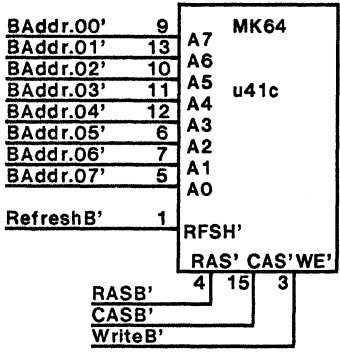 BAddr.00' 9 A7 MK64
BAddr.01' 13 A6
BAddr.02' 10 A5
BAddr.03' 11 A4 u41c
BAddr.04' 12 A3
BAddr.05' 6 A2
BAddr.06' 7 A1
BAddr.07' 5 A0
RefreshB' 1 RFSH'
RAS' CAS' WE'
4 15 3
RASB'
CASB'
WriteB'